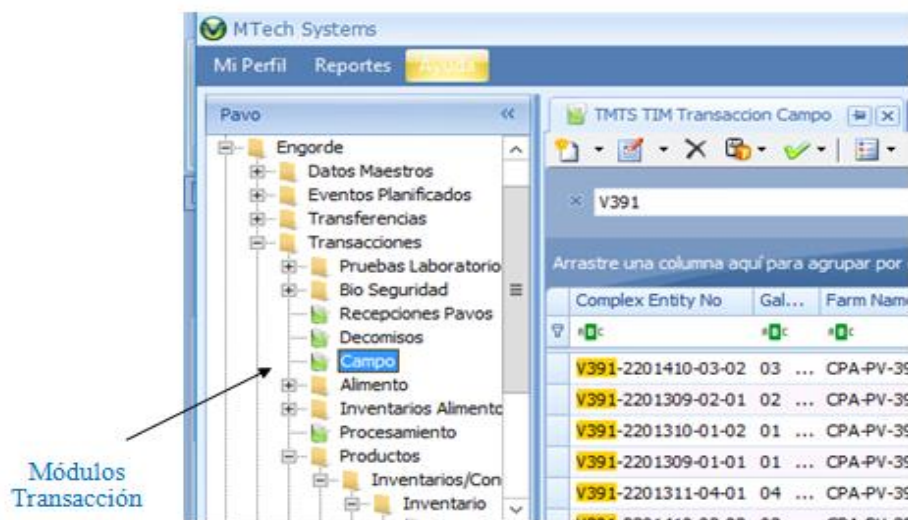 MTech Systems
Mi Perfil Reportes Ayuda
Pavo «
Engorde
Datos Maestros
Eventos Planificados
Transferencias
Transacciones
Pruebas Laboratorio
Bio Seguridad
Recepciones Pavos
Decomisos
Campo
Alimento
Inventarios Alimento
Procesamiento
Productos
Inventarios/Con
Inventario
Módulos
Transacción
TMTS TIM Transaccion Campo
V391
Arrastre una columna aquí para agrupar por
Complex Entity No Gal... Farm Name
V391-2201410-03-02 03 ... CPA-PV-39
V391-2201309-02-01 02 ... CPA-PV-39
V391-2201310-01-02 01 ... CPA-PV-39
V391-2201309-01-01 01 ... CPA-PV-39
V391-2201311-04-01 04 ... CPA-PV-39